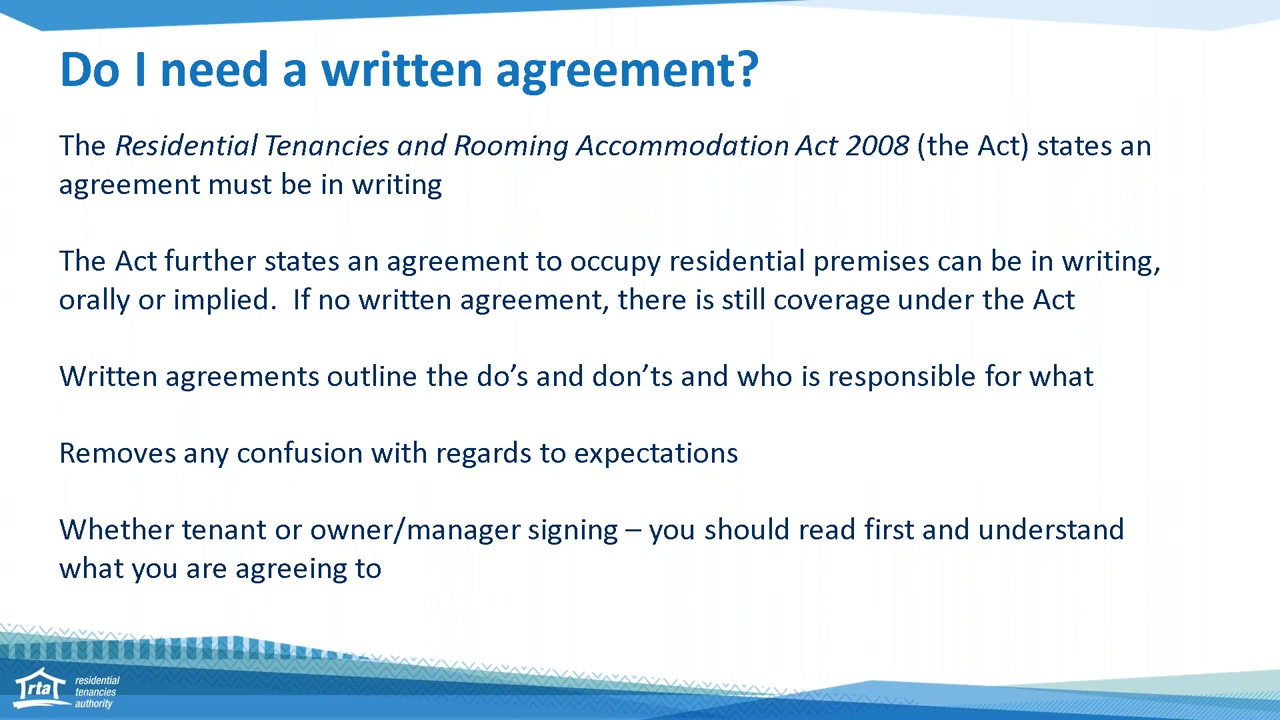 Do I need a written agreement?
The Residential Tenancies and Rooming Accommodation Act 2008 (the Act) states an
agreement must be in writing
The Act further states an agreement to occupy residential premises can be in writing,
orally or implied.  If no written agreement, there is still coverage under the Act
Written agreements outline the do’s and don’ts and who is responsible for what
Removes any confusion with regards to expectations
Whether tenant or owner/manager signing – you should read first and understand
what you are agreeing to
rta
residential
tenancies
authority